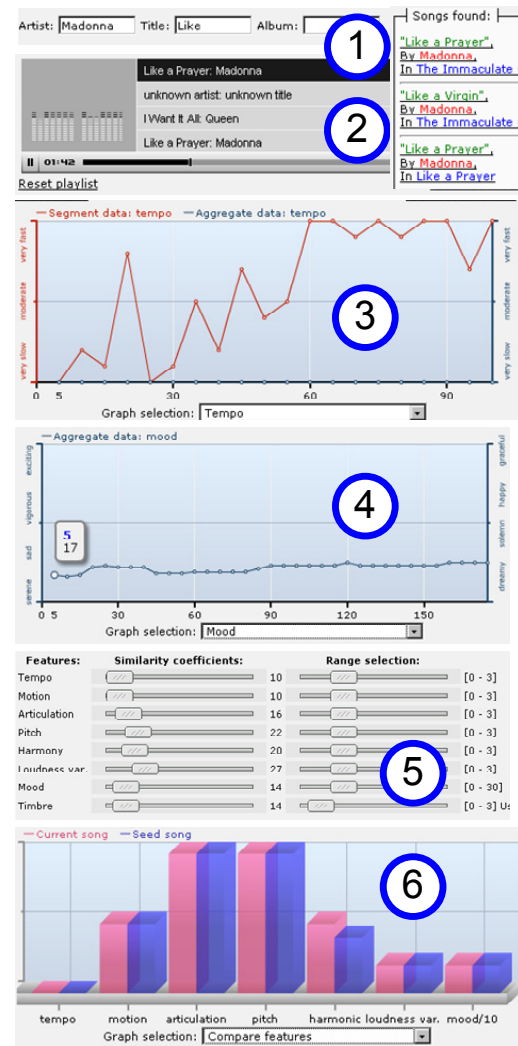 Artist: Madonna Title: Like Album:
1
Songs found:
"Like a Prayer",
By Madonna,
In The Immaculate
"Like a Virgin",
By Madonna,
In The Immaculate
"Like a Prayer",
By Madonna,
In Like a Prayer
Like a Prayer: Madonna
unknown artist: unknown title
I Want It All: Queen
Like a Prayer: Madonna
2
01:42
Reset playlist
Segment data: tempo Aggregate data: tempo
very fast
moderate
very slow
very fast
moderate
very slow
3
0 5 30 60 90
Graph selection: Tempo
Aggregate data: mood
exciting
vigorous
sad
serene
graceful
happy
solemn
dreamy
4
5
17
0 5 30 60 90 120 150
Graph selection: Mood
Features: Similarity coefficients: Range selection:
Tempo 10 [0 - 3]
Motion 10 [0 - 3]
Articulation 16 [0 - 3]
Pitch 22 [0 - 3]
Harmony 20 [0 - 3]
Loudness var. 27 [0 - 3]
Mood 14 [0 - 30]
Timbre 14 [0 - 3] Us
5
Current song Seed song
6
tempo motion articulation pitch harmonic loudness var. mood/10
Graph selection: Compare features